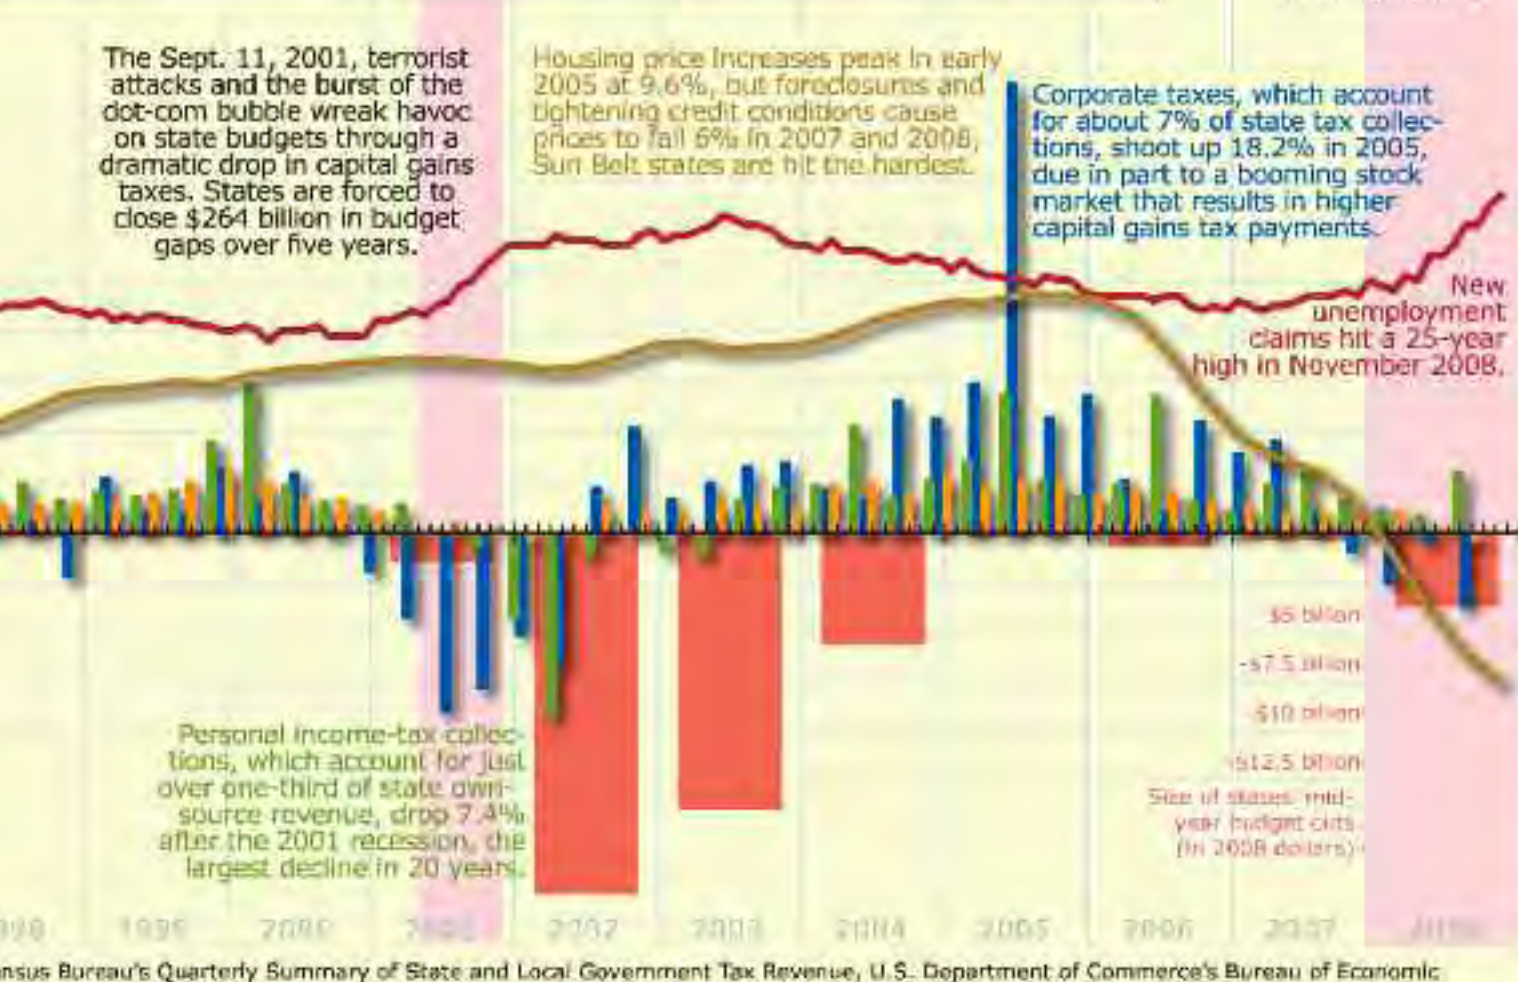 The Sept. 11, 2001, terrorist
attacks and the burst of the
dot-com bubble wreak havoc
on state budgets through a
dramatic drop in capital gains
taxes. States are forced to
close $264 billion in budget
gaps over five years.
Housing price increases peak in early
2005 at 9.6%, but foreclosures and
tightening credit conditions cause
prices to fall 6% in 2007 and 2008,
Sun Belt states are hit the hardest.
Corporate taxes, which account
for about 7% of state tax collec-
tions, shoot up 18.2% in 2005,
due in part to a booming stock
market that results in higher
capital gains tax payments.
New
unemployment
claims hit a 25-year
high in November 2008.
$5 billion
-$7.5 billion
$10 billion
-$12.5 billion
Size of states' mid-
year budget cuts
(in 2008 dollars)
Personal income-tax collec-
tions, which account for just
over one-third of state own-
source revenue, drop 7.4%
after the 2001 recession, the
largest decline in 20 years.
2002 2003 2004 2005 2006 2007
nsus Bureau's Quarterly Summary of State and Local Government Tax Revenue, U.S. Department of Commerce's Bureau of Economic